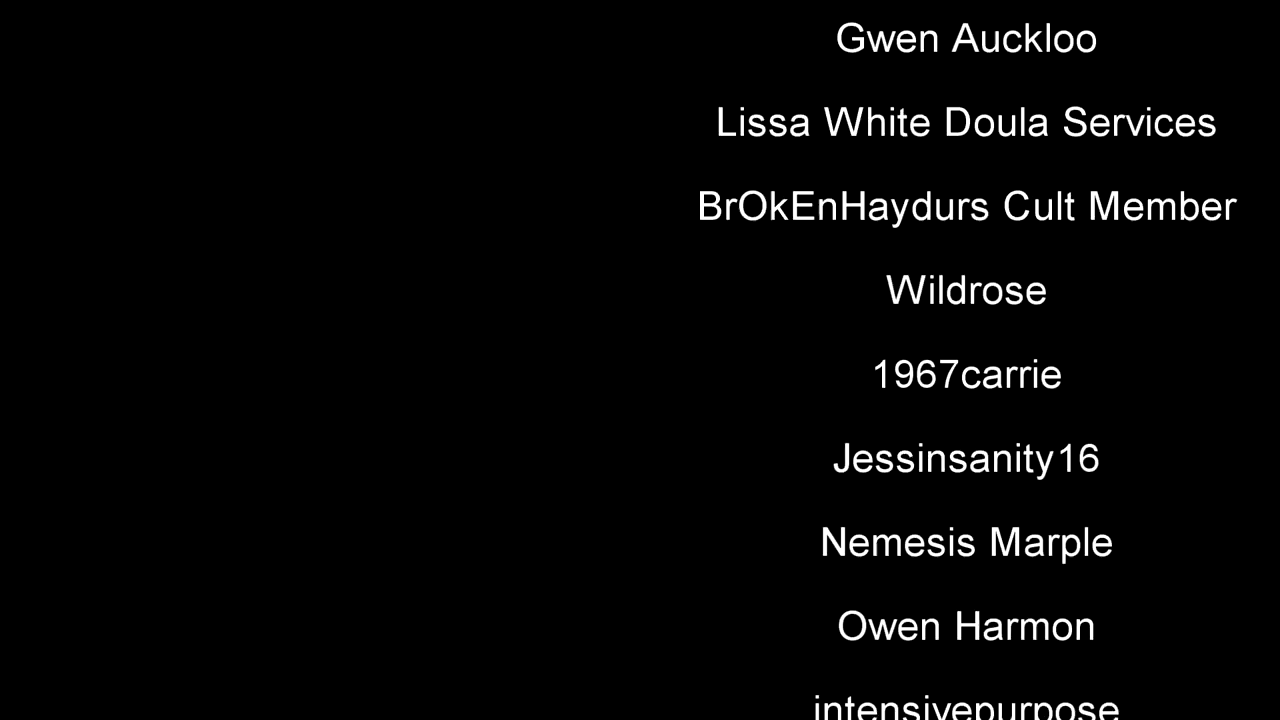 Gwen Auckloo
Lissa White Doula Services
BrOkEnHaydurs Cult Member
Wildrose
1967carrie
Jessinsanity16
Nemesis Marple
Owen Harmon
intensivepurpose